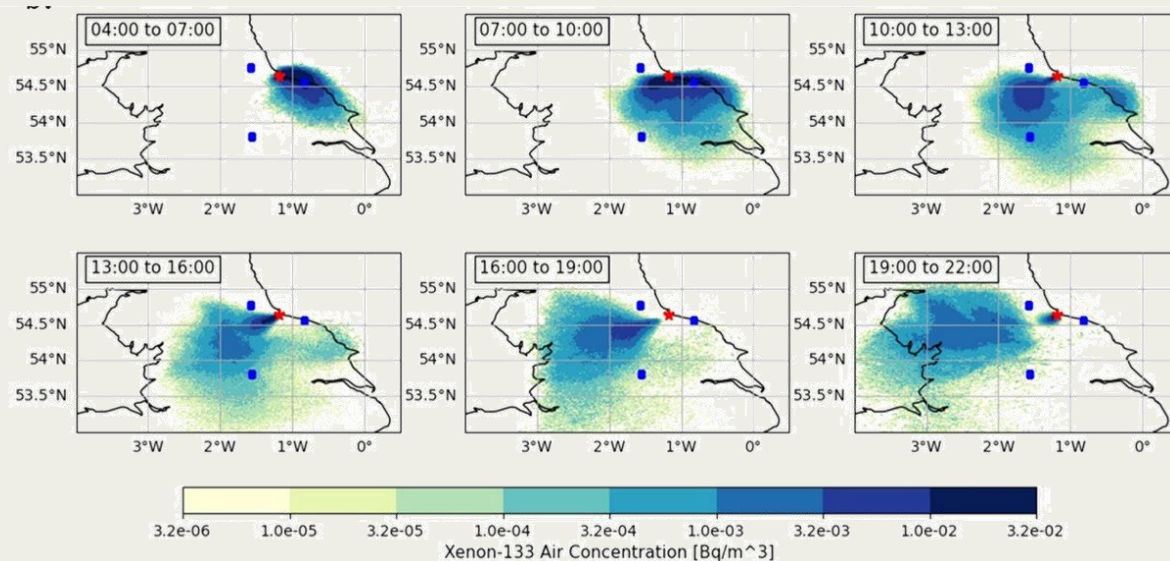 04:00 to 07:00 07:00 to 10:00 10:00 to 13:00
55°N 55°N 55°N
54.5°N 54.5°N 54.5°N
54°N 54°N 54°N
53.5°N 53.5°N 53.5°N
3°W 2°W 1°W 0° 3°W 2°W 1°W 0° 3°W 2°W 1°W 0°
13:00 to 16:00 16:00 to 19:00 19:00 to 22:00
55°N 55°N 55°N
54.5°N 54.5°N 54.5°N
54°N 54°N 54°N
53.5°N 53.5°N 53.5°N
3°W 2°W 1°W 0° 3°W 2°W 1°W 0° 3°W 2°W 1°W 0°
3.2e-06 1.0e-05 3.2e-05 1.0e-04 3.2e-04 1.0e-03 3.2e-03 1.0e-02 3.2e-02
Xenon-133 Air Concentration [Bq/m^3]